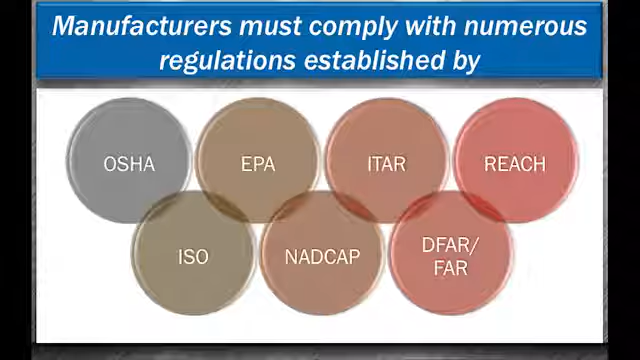 Manufacturers must comply with numerous
regulations established by
OSHA
EPA
ITAR
REACH
ISO
NADCAP
DFAR/
FAR